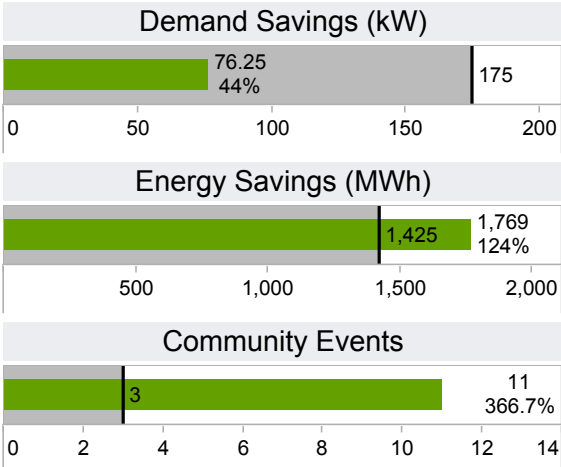 Demand Savings (kW)
76.25
44%
175
0 50 100 150 200
Energy Savings (MWh)
1,425
1,769
124%
500 1,000 1,500 2,000
Community Events
3
11
366.7%
0 2 4 6 8 10 12 14